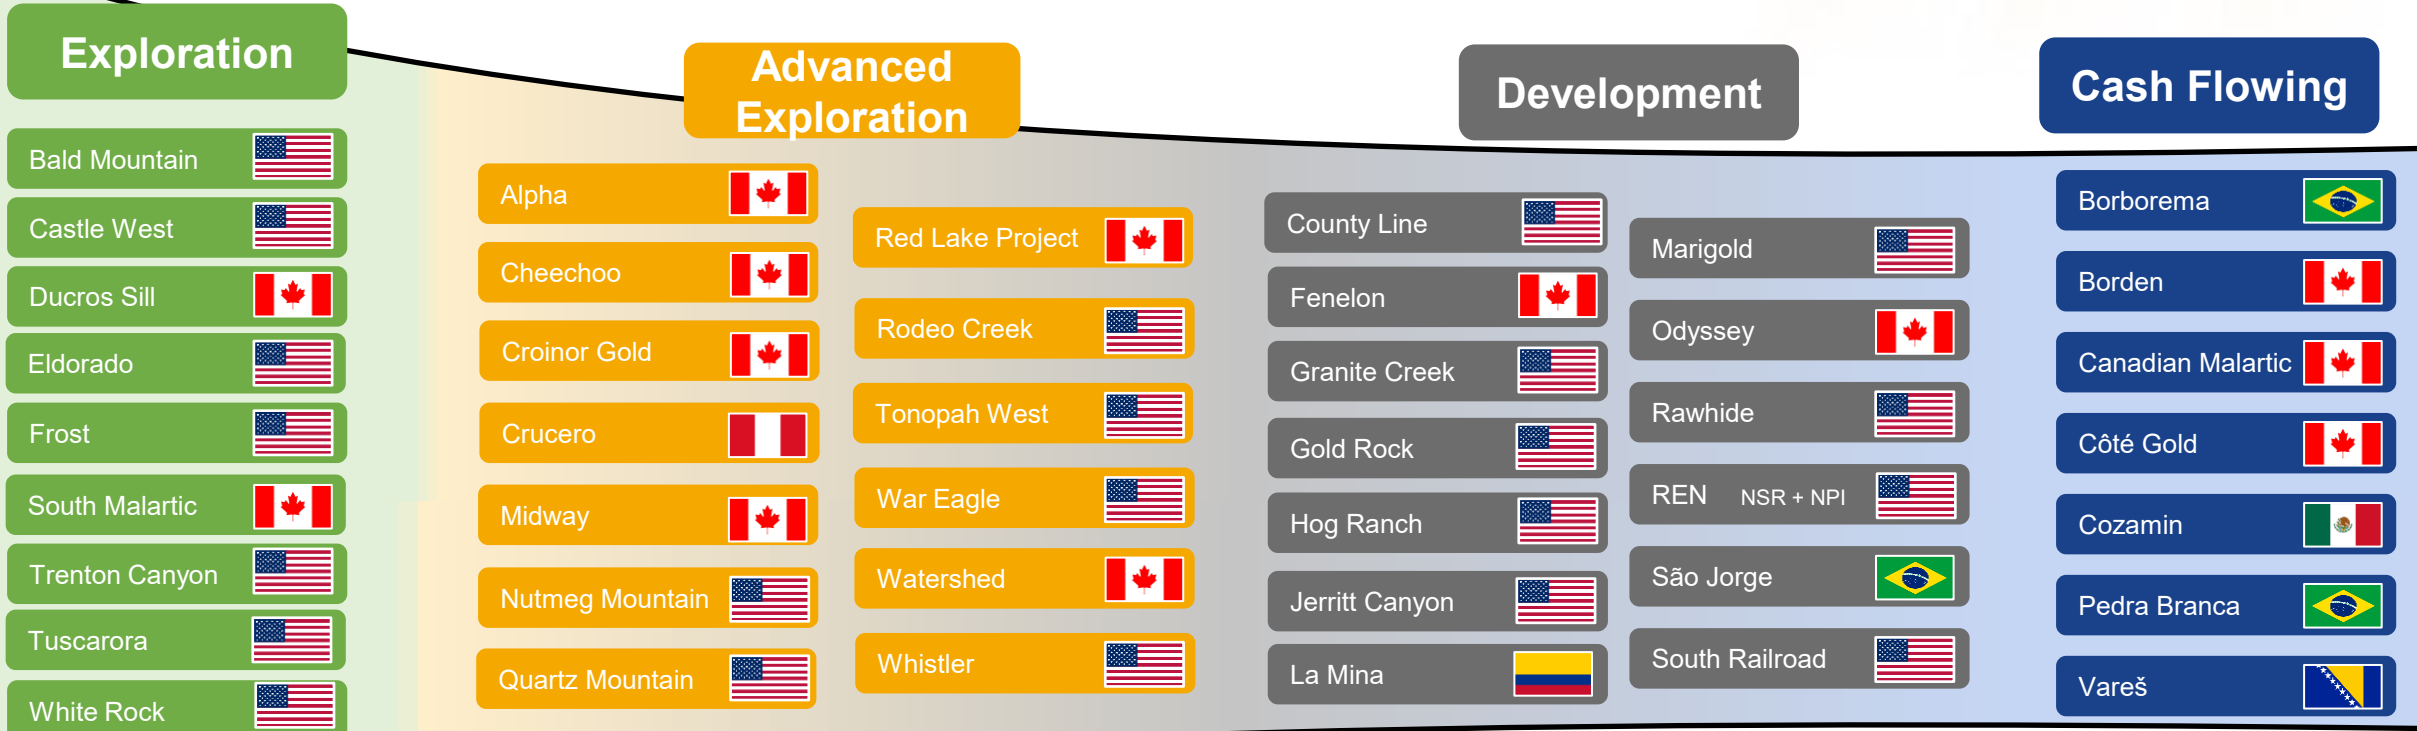 Exploration
Bald Mountain
Castle West
Ducros Sill
Eldorado
Frost
South Malartic
Trenton Canyon
Tuscarora
White Rock
Advanced
Exploration
Alpha
Cheechoo
Croinor Gold
Crucero
Midway
Nutmeg Mountain
Quartz Mountain
Red Lake Project
Rodeo Creek
Tonopah West
War Eagle
Watershed
Whistler
Development
County Line
Fenelon
Granite Creek
Gold Rock
Hog Ranch
Jerritt Canyon
La Mina
Marigold
Odyssey
Rawhide
REN NSR + NPI
São Jorge
South Railroad
Cash Flowing
Borborema
Borden
Canadian Malartic
Côté Gold
Cozamin
Pedra Branca
Vareš